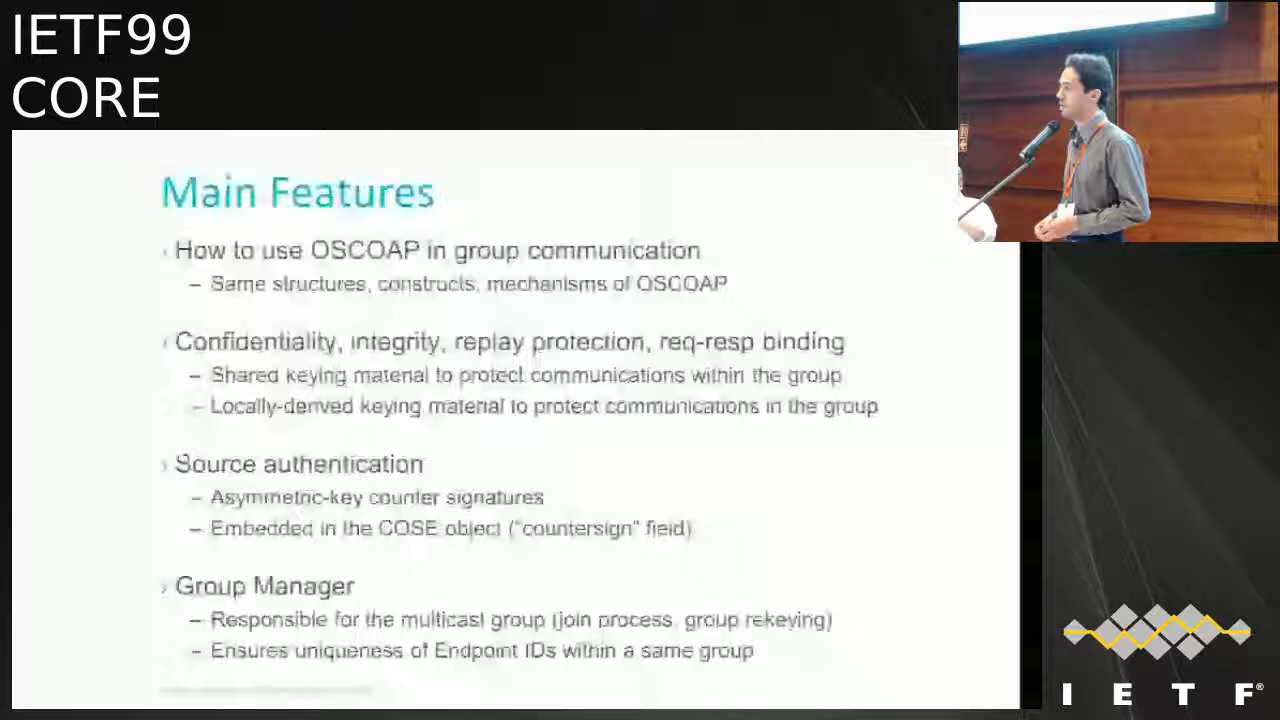 IETF99
CORE
Main Features
› How to use OSCOAP in group communication
– Same structures, constructs, mechanisms of OSCOAP
› Confidentiality, integrity, replay protection, req-resp binding
– Shared keying material to protect communications within the group
– Locally-derived keying material to protect communications in the group
› Source authentication
– Asymmetric-key counter signatures
– Embedded in the COSE object ("countersign" field)
› Group Manager
– Responsible for the multicast group (join process, group rekeying)
– Ensures uniqueness of Endpoint IDs within a same group
I E T F®